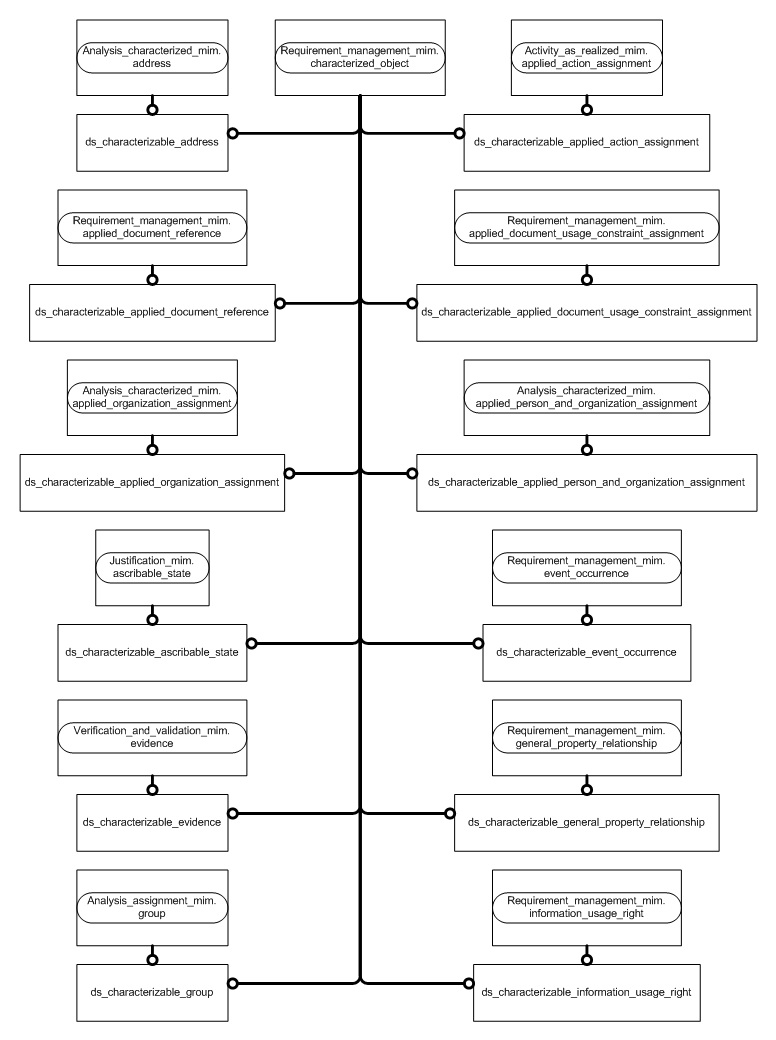 Analysis_characterized_mim.
address
Requirement_management_mim.
characterized_object
Activity_as_realized_mim.
applied_action_assignment
ds_characterizable_address
ds_characterizable_applied_action_assignment
Requirement_management_mim.
applied_document_reference
Requirement_management_mim.
applied_document_usage_constraint_assignment
ds_characterizable_applied_document_reference
ds_characterizable_applied_document_usage_constraint_assignment
Analysis_characterized_mim.
applied_organization_assignment
Analysis_characterized_mim.
applied_person_and_organization_assignment
ds_characterizable_applied_organization_assignment
ds_characterizable_applied_person_and_organization_assignment
Justification_mim.
ascribable_state
Requirement_management_mim.
event_occurrence
ds_characterizable_ascribable_state
ds_characterizable_event_occurrence
Verification_and_validation_mim.
evidence
Requirement_management_mim.
general_property_relationship
ds_characterizable_evidence
ds_characterizable_general_property_relationship
Analysis_assignment_mim.
group
Requirement_management_mim.
information_usage_right
ds_characterizable_group
ds_characterizable_information_usage_right